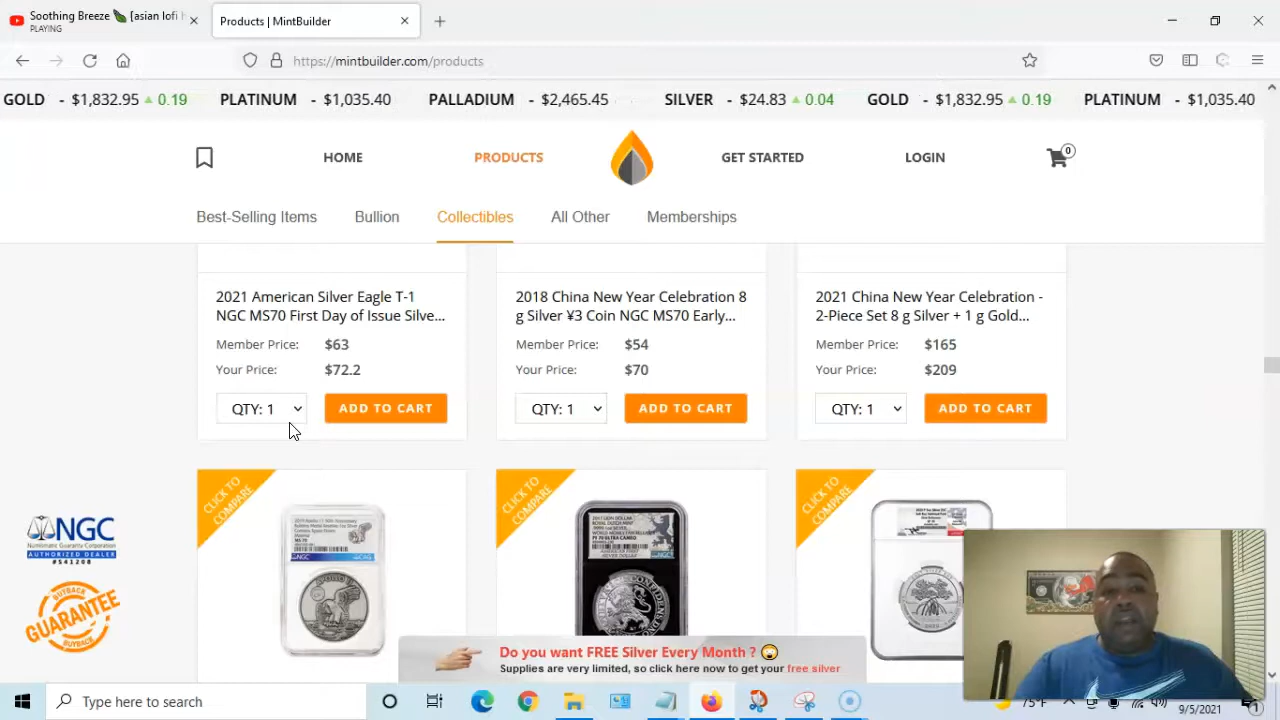 Soothing Breeze 🍃 [asian lofi h
PLAYING
Products | MintBuilder
https://mintbuilder.com/products
GOLD - $1,832.95 ▲ 0.19 PLATINUM - $1,035.40 PALLADIUM - $2,465.45 SILVER - $24.83 ▲ 0.04 GOLD - $1,832.95 ▲ 0.19 PLATINUM - $1,035.40
HOME PRODUCTS GET STARTED LOGIN 0
Best-Selling Items Bullion Collectibles All Other Memberships
2021 American Silver Eagle T-1
NGC MS70 First Day of Issue Silve...
Member Price: $63
Your Price: $72.2
QTY: 1 ADD TO CART
2018 China New Year Celebration 8
g Silver ¥3 Coin NGC MS70 Early...
Member Price: $54
Your Price: $70
QTY: 1 ADD TO CART
2021 China New Year Celebration -
2-Piece Set 8 g Silver + 1 g Gold...
Member Price: $165
Your Price: $209
QTY: 1 ADD TO CART
CLICK TO
COMPARE
CLICK TO
COMPARE
CLICK TO
COMPARE
NGC
Numismatic Guaranty Corporation
AUTHORIZED DEALER
BUYBACK
GUARANTEE
BUYBACK
Do you want FREE Silver Every Month ?
Supplies are very limited, so click here now to get your free silver
Type here to search
75°F
9/5/2021